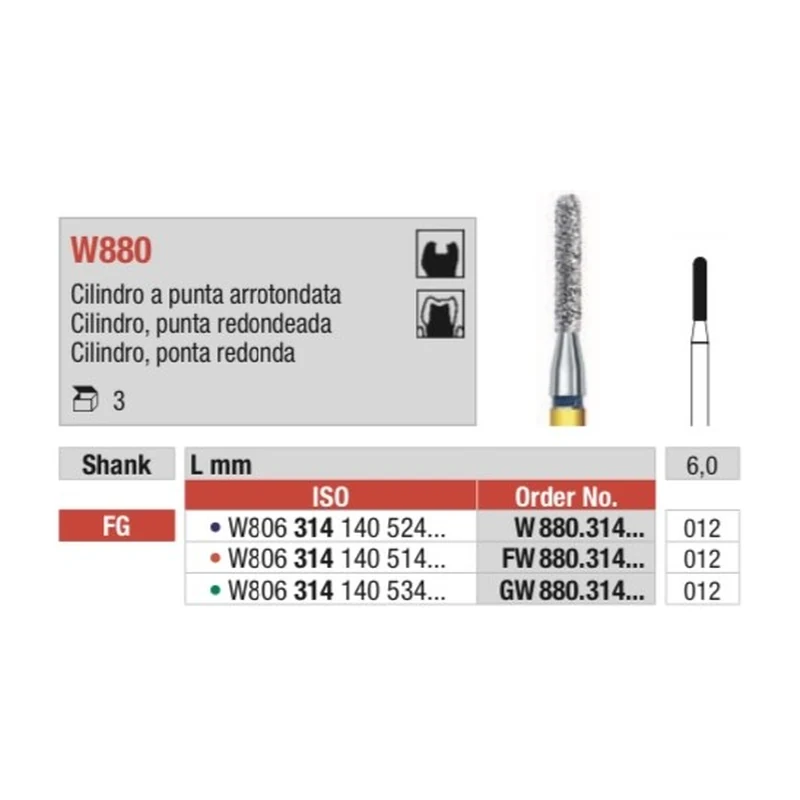 W880
Cilindro a punta arrotondata
Cilindro, punta redondeada
Cilindro, ponta redonda
3
Shank L mm 6,0
ISO Order No.
FG • W806 314 140 524... W 880.314... 012
• W806 314 140 514... FW 880.314... 012
• W806 314 140 534... GW 880.314... 012